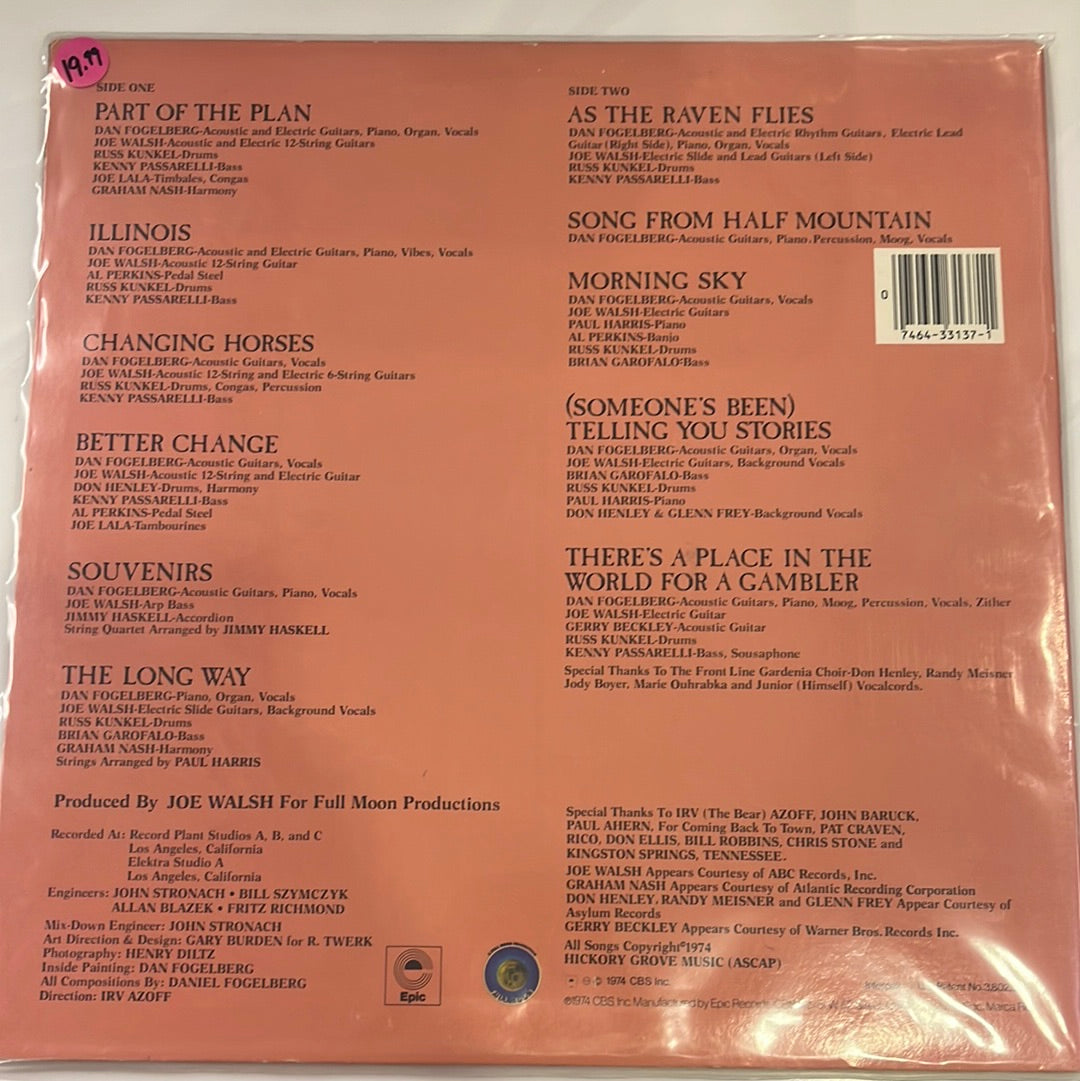 19.99
SIDE ONE
PART OF THE PLAN
DAN FOGELBERG-Acoustic and Electric Guitars, Piano, Organ, Vocals
JOE WALSH-Acoustic and Electric 12-String Guitars
RUSS KUNKEL-Drums
KENNY PASSARELLI-Bass
JOE LALA-Timbales, Congas
GRAHAM NASH-Harmony
ILLINOIS
DAN FOGELBERG-Acoustic and Electric Guitars, Piano, Vibes, Vocals
JOE WALSH-Acoustic 12-String Guitar
AL PERKINS-Pedal Steel
RUSS KUNKEL-Drums
KENNY PASSARELLI-Bass
CHANGING HORSES
DAN FOGELBERG-Acoustic Guitars, Vocals
JOE WALSH-Acoustic 12-String and Electric 6-String Guitars
RUSS KUNKEL-Drums, Congas, Percussion
KENNY PASSARELLI-Bass
BETTER CHANGE
DAN FOGELBERG-Acoustic Guitars, Vocals
JOE WALSH-Acoustic 12-String and Electric Guitar
DON HENLEY-Drums, Harmony
KENNY PASSARELLI-Bass
AL PERKINS-Pedal Steel
JOE LALA-Tambourines
SOUVENIRS
DAN FOGELBERG-Acoustic Guitars, Piano, Vocals
JOE WALSH-Arp Bass
JIMMY HASKELL-Accordion
String Quartet Arranged by JIMMY HASKELL
THE LONG WAY
DAN FOGELBERG-Piano, Organ, Vocals
JOE WALSH-Electric Slide Guitars, Background Vocals
RUSS KUNKEL-Drums
BRIAN GAROFALO-Bass
GRAHAM NASH-Harmony
Strings Arranged by PAUL HARRIS
Produced By JOE WALSH For Full Moon Productions
Recorded At: Record Plant Studios A, B, and C
Los Angeles, California
Elektra Studio A
Los Angeles, California
Engineers: JOHN STRONACH • BILL SZYMCZYK
ALLAN BLAZEK • FRITZ RICHMOND
Mix-Down Engineer: JOHN STRONACH
Art Direction & Design: GARY BURDEN for R. TWERK
Photography: HENRY DILTZ
Inside Painting: DAN FOGELBERG
All Compositions By: DANIEL FOGELBERG
Direction: IRV AZOFF
Epic
SIDE TWO
AS THE RAVEN FLIES
DAN FOGELBERG-Acoustic and Electric Rhythm Guitars, Electric Lead
Guitar (Right Side), Piano, Organ, Vocals
JOE WALSH-Electric Slide and Lead Guitars (Left Side)
RUSS KUNKEL-Drums
KENNY PASSARELLI-Bass
SONG FROM HALF MOUNTAIN
DAN FOGELBERG-Acoustic Guitars, Piano, Percussion, Moog, Vocals
0
7464-33137-1
MORNING SKY
DAN FOGELBERG-Acoustic Guitars, Vocals
JOE WALSH-Electric Guitars
PAUL HARRIS-Piano
AL PERKINS-Banjo
RUSS KUNKEL-Drums
BRIAN GAROFALO-Bass
(SOMEONE'S BEEN)
TELLING YOU STORIES
DAN FOGELBERG-Acoustic Guitars, Organ, Vocals
JOE WALSH-Electric Guitars, Background Vocals
BRIAN GAROFALO-Bass
RUSS KUNKEL-Drums
PAUL HARRIS-Piano
DON HENLEY & GLENN FREY-Background Vocals
THERE'S A PLACE IN THE
WORLD FOR A GAMBLER
DAN FOGELBERG-Acoustic Guitars, Piano, Moog, Percussion, Vocals, Zither
JOE WALSH-Electric Guitar
GERRY BECKLEY-Acoustic Guitar
RUSS KUNKEL-Drums
KENNY PASSARELLI-Bass, Sousaphone
Special Thanks To The Front Line Gardenia Choir-Don Henley, Randy Meisner
Jody Boyer, Marie Ouhrabka and Junior (Himself) Vocalcords.
Special Thanks To IRV (The Bear) AZOFF, JOHN BARUCK,
PAUL AHERN, For Coming Back To Town, PAT CRAVEN,
RICO, DON ELLIS, BILL ROBBINS, CHRIS STONE and
KINGSTON SPRINGS, TENNESSEE.
JOE WALSH Appears Courtesy of ABC Records, Inc.
GRAHAM NASH Appears Courtesy of Atlantic Recording Corporation
DON HENLEY, RANDY MEISNER and GLENN FREY Appear Courtesy of
Asylum Records
GERRY BECKLEY Appears Courtesy of Warner Bros. Records Inc.
All Songs Copyright ©1974
HICKORY GROVE MUSIC (ASCAP)
℗ 1974 CBS Inc.
Patent No. 3,802
©1974 CBS Inc. Manufactured by Epic Records
Inc. Marca